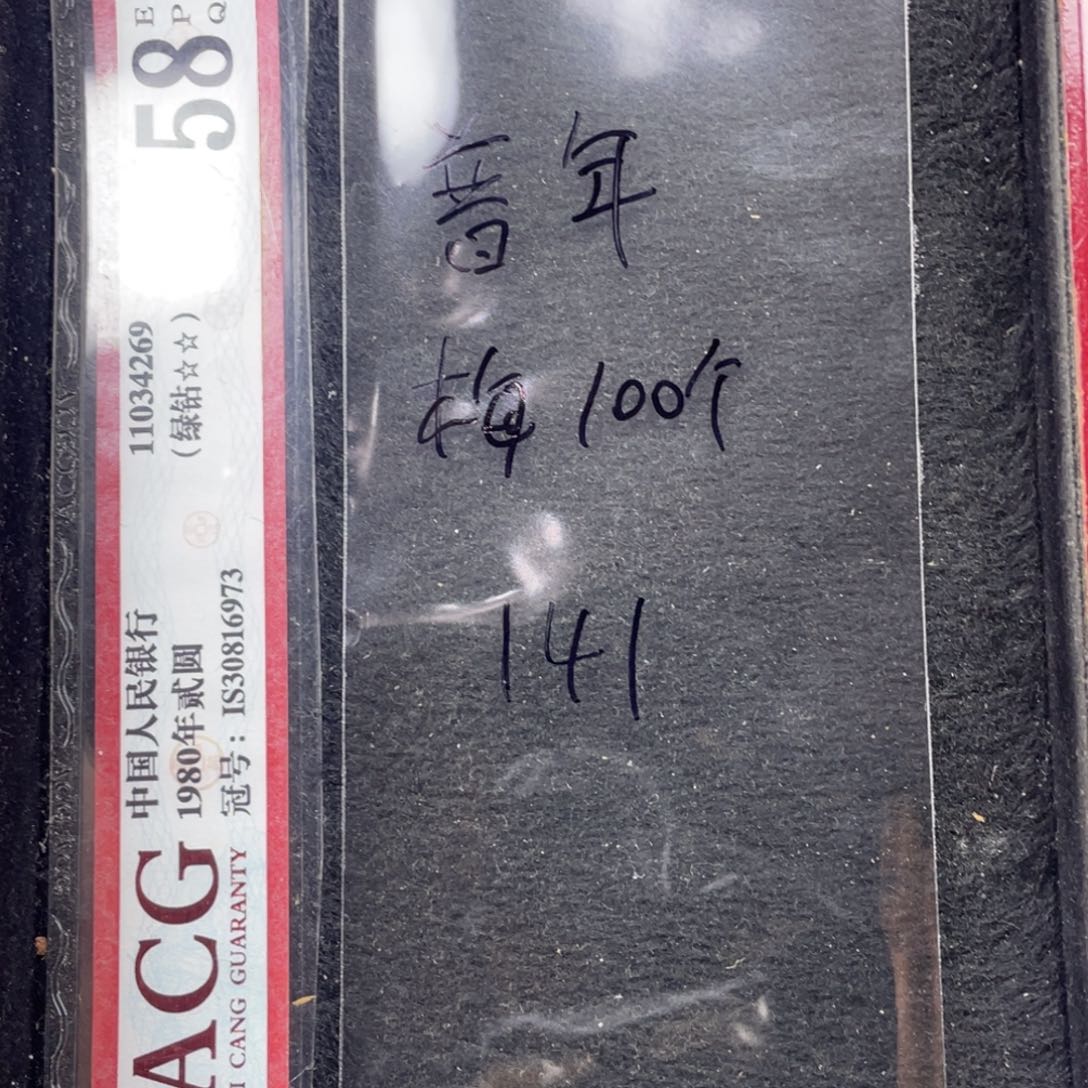 ACG
I CANG GUARANTY
中国人民银行
1980年贰圆
冠号：IS30816973
11034269
(绿钻☆☆)
58
E
P
Q
普年
梅 100个
141